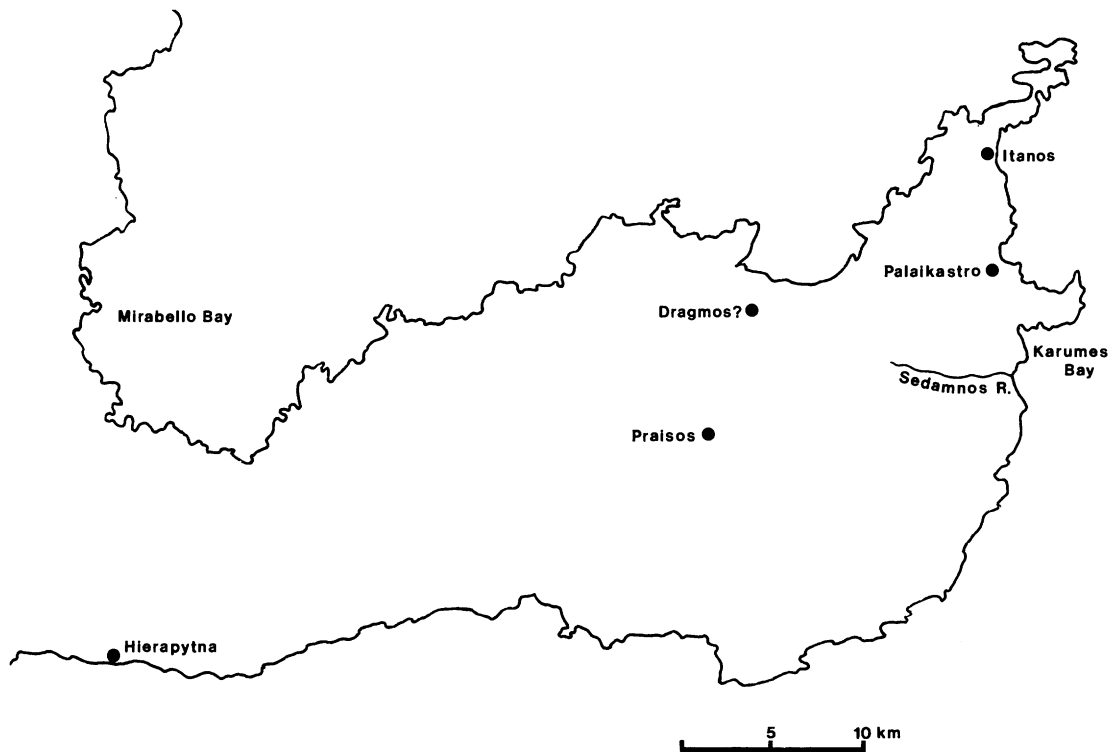 Itanos
Palaikastro
Mirabello Bay
Dragmos?
Karumes
Bay
Sedamnos R.
Praisos
Hierapytna
5
10 km